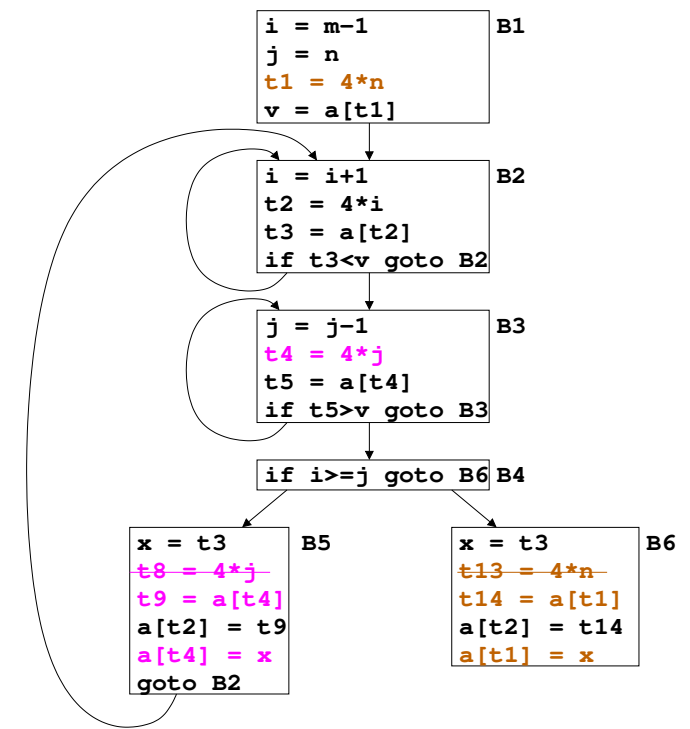 i = m−1 B1
j = n
t1 = 4*n
v = a[t1]
i = i+1 B2
t2 = 4*i
t3 = a[t2]
if t3<v goto B2
j = j−1 B3
t4 = 4*j
t5 = a[t4]
if t5>v goto B3
if i>=j goto B6 B4
x = t3 B5
t8 = 4*j
t9 = a[t4]
a[t2] = t9
a[t4] = x
goto B2
x = t3 B6
t13 = 4*n
t14 = a[t1]
a[t2] = t14
a[t1] = x